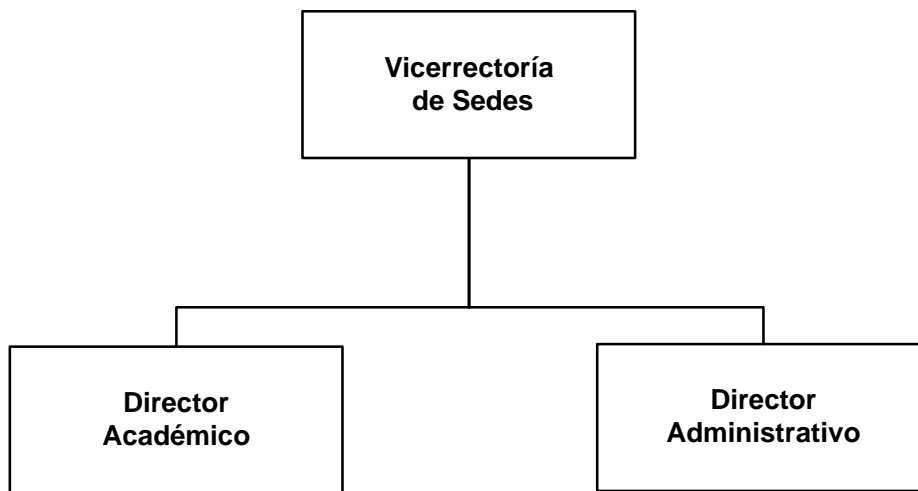 Vicerrectoría
de Sedes
Director
Académico
Director
Administrativo